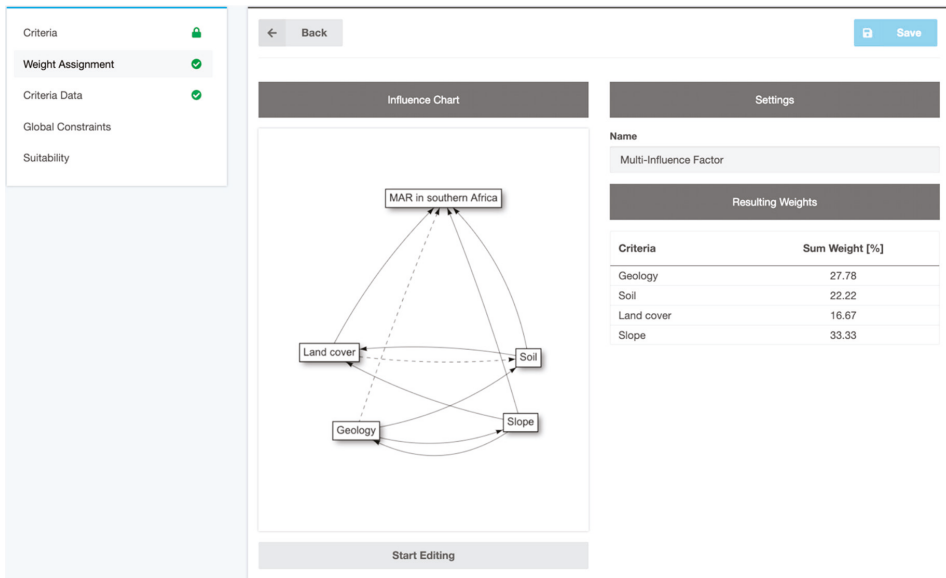 Criteria
Weight Assignment
Criteria Data
Global Constraints
Suitability
Back
Save
Influence Chart
MAR in southern Africa
Land cover
Soil
Geology
Slope
Start Editing
Settings
Name
Multi-Influence Factor
Resulting Weights
Criteria Sum Weight [%]
Geology 27.78
Soil 22.22
Land cover 16.67
Slope 33.33